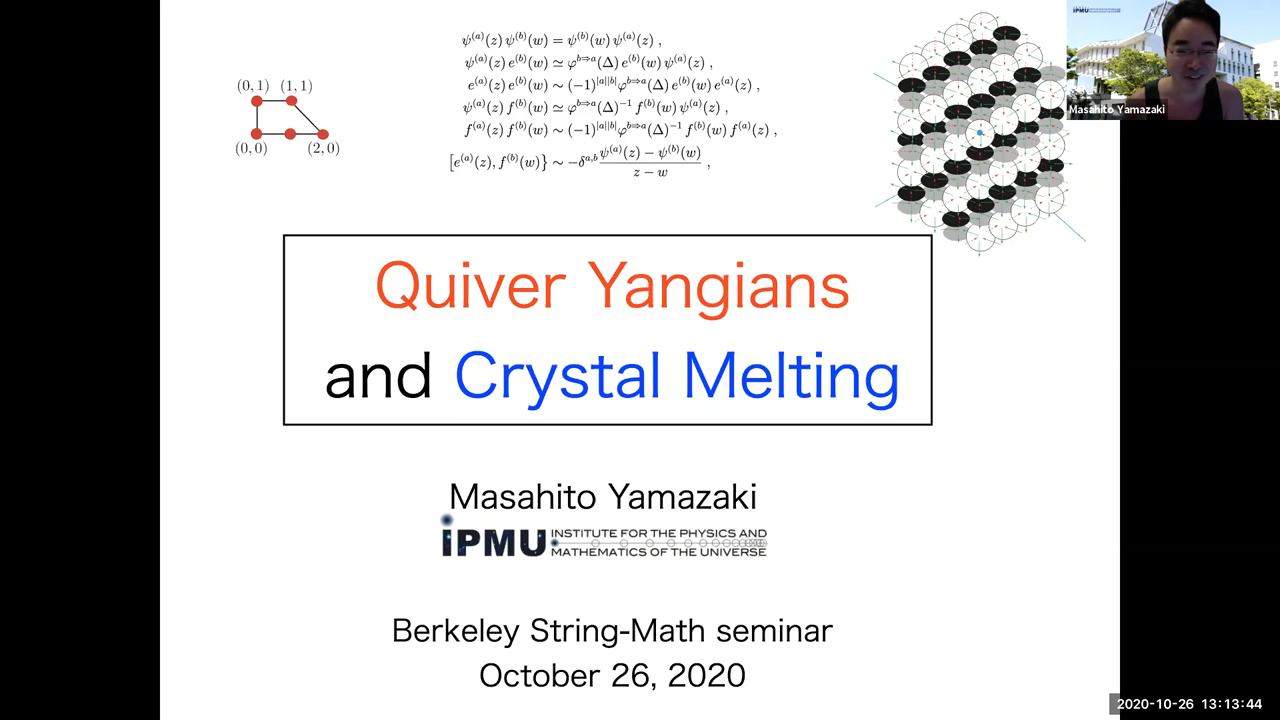 (0, 1) (1, 1)
(0, 0) (2, 0)
ψ^(a)(z) ψ^(b)(w) = ψ^(b)(w) ψ^(a)(z) ,
ψ^(a)(z) e^(b)(w) ≃ φ^{b⇒a}(Δ) e^(b)(w) ψ^(a)(z) ,
e^(a)(z) e^(b)(w) ∼ (−1)^{|a||b|} φ^{b⇒a}(Δ) e^(b)(w) e^(a)(z) ,
ψ^(a)(z) f^(b)(w) ≃ φ^{b⇒a}(Δ)^{−1} f^(b)(w) ψ^(a)(z) ,
f^(a)(z) f^(b)(w) ∼ (−1)^{|a||b|} φ^{b⇒a}(Δ)^{−1} f^(b)(w) f^(a)(z) ,
[e^(a)(z), f^(b)(w)} ∼ −δ^{a,b} (ψ^(a)(z) − ψ^(b)(w))/(z − w) ,
Masahito Yamazaki
Quiver Yangians
and Crystal Melting
Masahito Yamazaki
iPMU INSTITUTE FOR THE PHYSICS AND
MATHEMATICS OF THE UNIVERSE
Berkeley String-Math seminar
October 26, 2020
2020-10-26 13:13:44